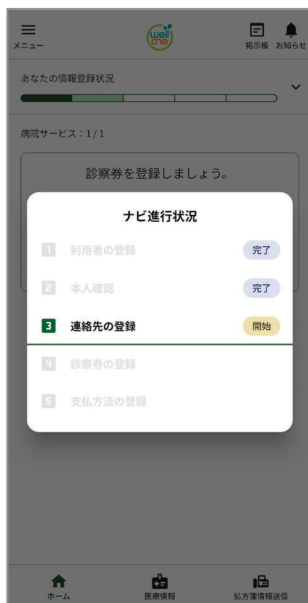 メニュー
well one
掲示板
お知らせ
あなたの情報登録状況
病院サービス：1 / 1
診察券を登録しましょう。
ナビ進行状況
1 利用者の登録 完了
2 本人確認 完了
3 連絡先の登録 開始
4 診察券の登録
5 支払方法の登録
ホーム
医療情報
処方箋情報送信